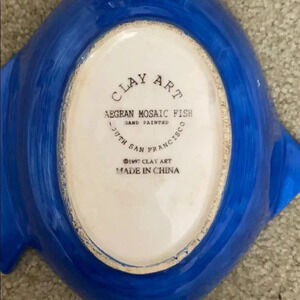 CLAY ART
AEGEAN MOSAIC FISH
HAND PAINTED
SOUTH SAN FRANCISCO
©1997 CLAY ART
MADE IN CHINA